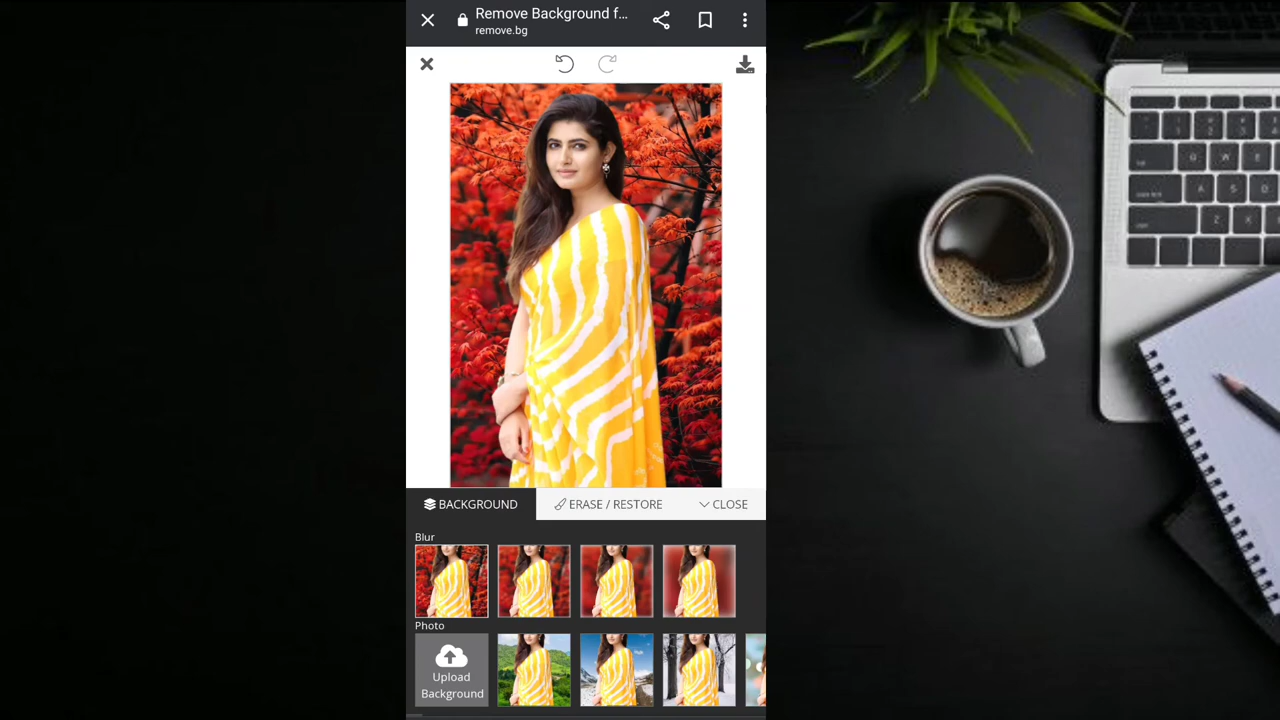 Remove Background f...
remove.bg
BACKGROUND
ERASE / RESTORE
CLOSE
Blur
Photo
Upload
Background